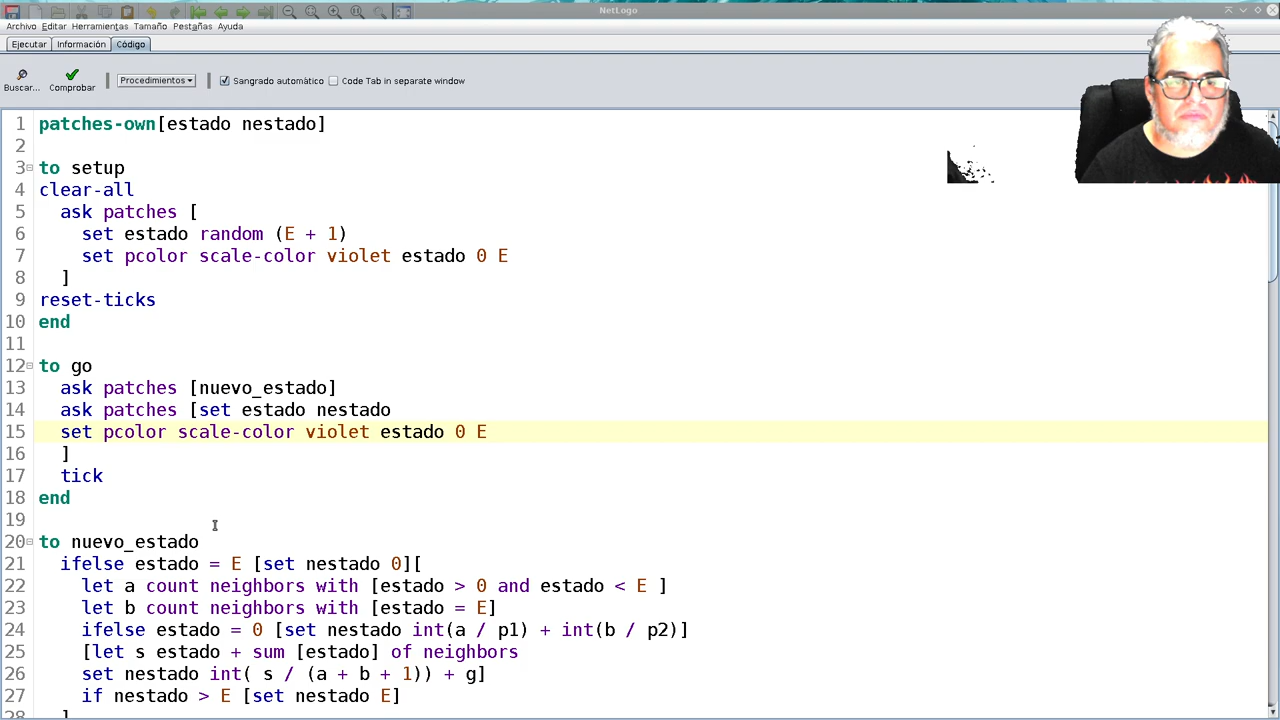 NetLogo
Archivo Editar Herramientas Tamaño Pestañas Ayuda
Ejecutar Información Código
Buscar... Comprobar Procedimientos Sangrado automático Code Tab in separate window
1 patches-own[estado nestado]
2
3 to setup
4 clear-all
5 ask patches [
6 set estado random (E + 1)
7 set pcolor scale-color violet estado 0 E
8 ]
9 reset-ticks
10 end
11
12 to go
13 ask patches [nuevo_estado]
14 ask patches [set estado nestado
15 set pcolor scale-color violet estado 0 E
16 ]
17 tick
18 end
19
20 to nuevo_estado
21 ifelse estado = E [set nestado 0][
22 let a count neighbors with [estado > 0 and estado < E ]
23 let b count neighbors with [estado = E]
24 ifelse estado = 0 [set nestado int(a / p1) + int(b / p2)]
25 [let s estado + sum [estado] of neighbors
26 set nestado int( s / (a + b + 1)) + g]
27 if nestado > E [set nestado E]
28 ]